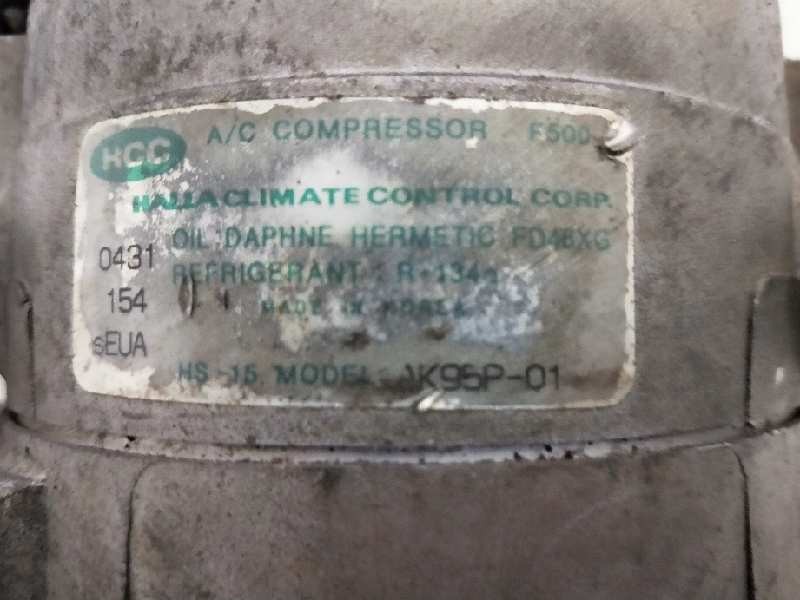 HCC
A/C COMPRESSOR F500
HALLA CLIMATE CONTROL CORP.
OIL : DAPHNE HERMETIC FD46XG
0431
REFRIGERANT : R-134a
154
MADE IN KOREA
sEUA
HS-15 MODEL AK95P-01